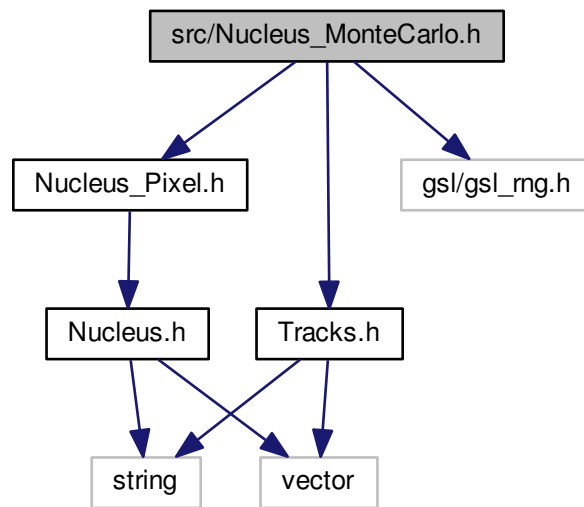 src/Nucleus_MonteCarlo.h
Nucleus_Pixel.h
gsl/gsl_rng.h
Nucleus.h
Tracks.h
string
vector